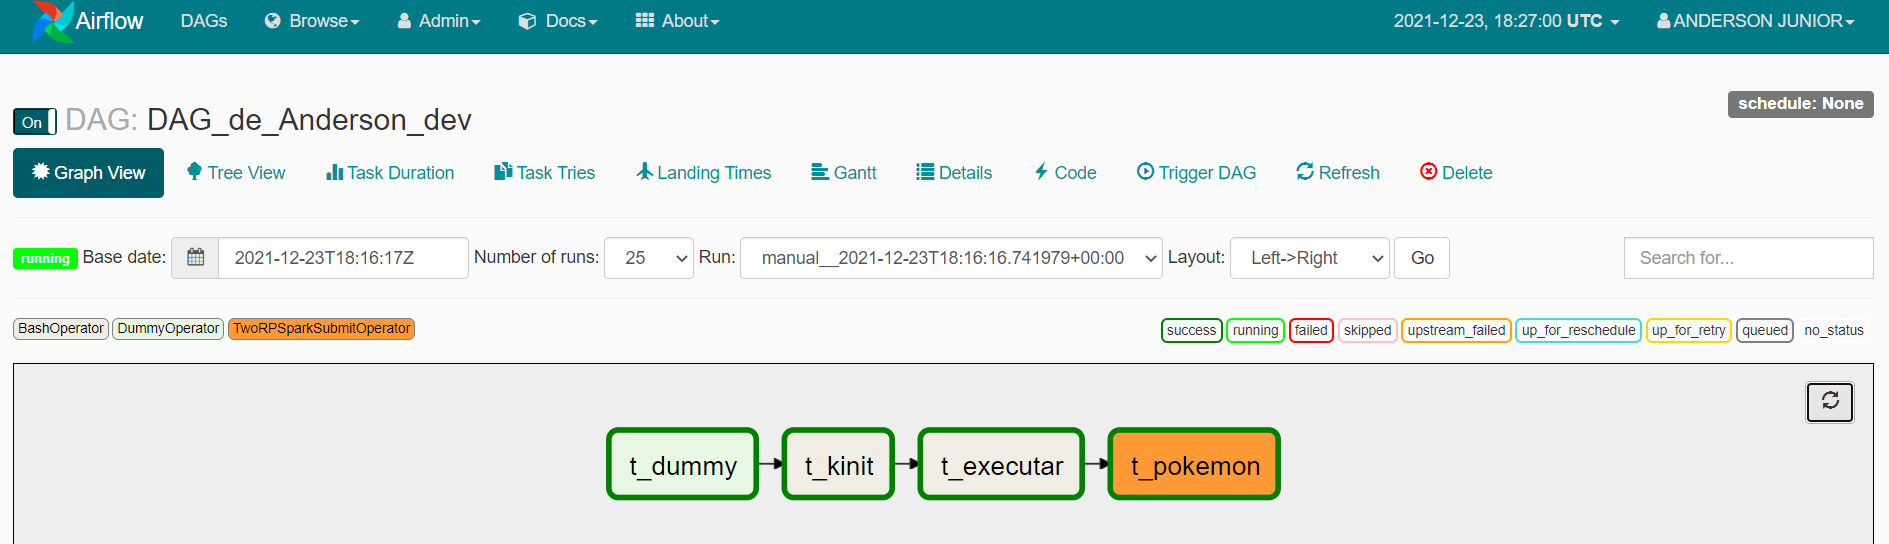 Airflow DAGs Browse Admin Docs About 2021-12-23, 18:27:00 UTC ANDERSON JUNIOR
schedule: None
On DAG: DAG_de_Anderson_dev
Graph View Tree View Task Duration Task Tries Landing Times Gantt Details Code Trigger DAG Refresh Delete
running Base date: 2021-12-23T18:16:17Z Number of runs: 25 Run: manual__2021-12-23T18:16:16.741979+00:00 Layout: Left->Right Go Search for...
BashOperator DummyOperator TwoRPSparkSubmitOperator success running failed skipped upstream_failed up_for_reschedule up_for_retry queued no_status
t_dummy t_kinit t_executar t_pokemon